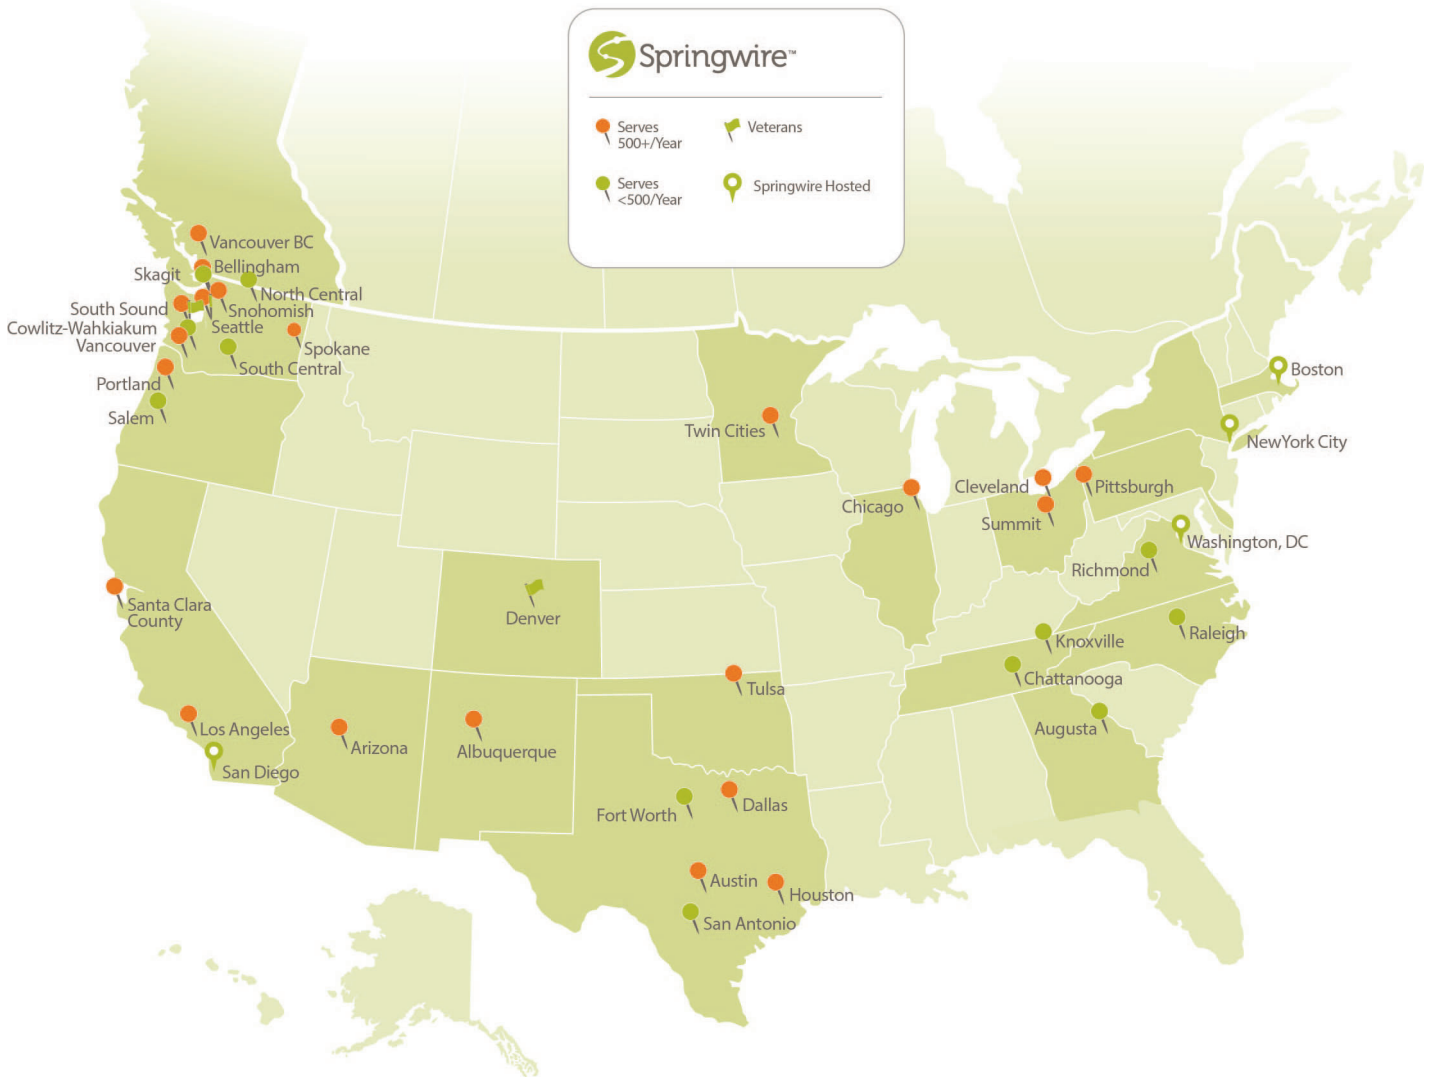 Springwire™
Serves
500+/Year
Veterans
Serves
<500/Year
Springwire Hosted
Vancouver BC
Bellingham
Skagit
North Central
South Sound
Snohomish
Cowlitz-Wahkiakum
Seattle
Vancouver
Spokane
South Central
Portland
Salem
Boston
Twin Cities
NewYork City
Cleveland
Pittsburgh
Chicago
Summit
Washington, DC
Richmond
Santa Clara
County
Denver
Raleigh
Knoxville
Chattanooga
Tulsa
Augusta
Los Angeles
Arizona
Albuquerque
San Diego
Fort Worth
Dallas
Austin
Houston
San Antonio